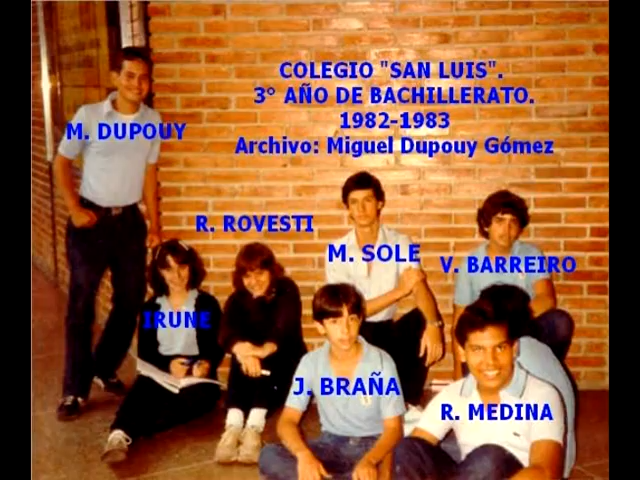 COLEGIO "SAN LUIS".
3° AÑO DE BACHILLERATO.
1982-1983
Archivo: Miguel Dupouy Gómez
M. DUPOUY
R. ROVESTI
M. SOLE
V. BARREIRO
IRUNE
J. BRAÑA
R. MEDINA